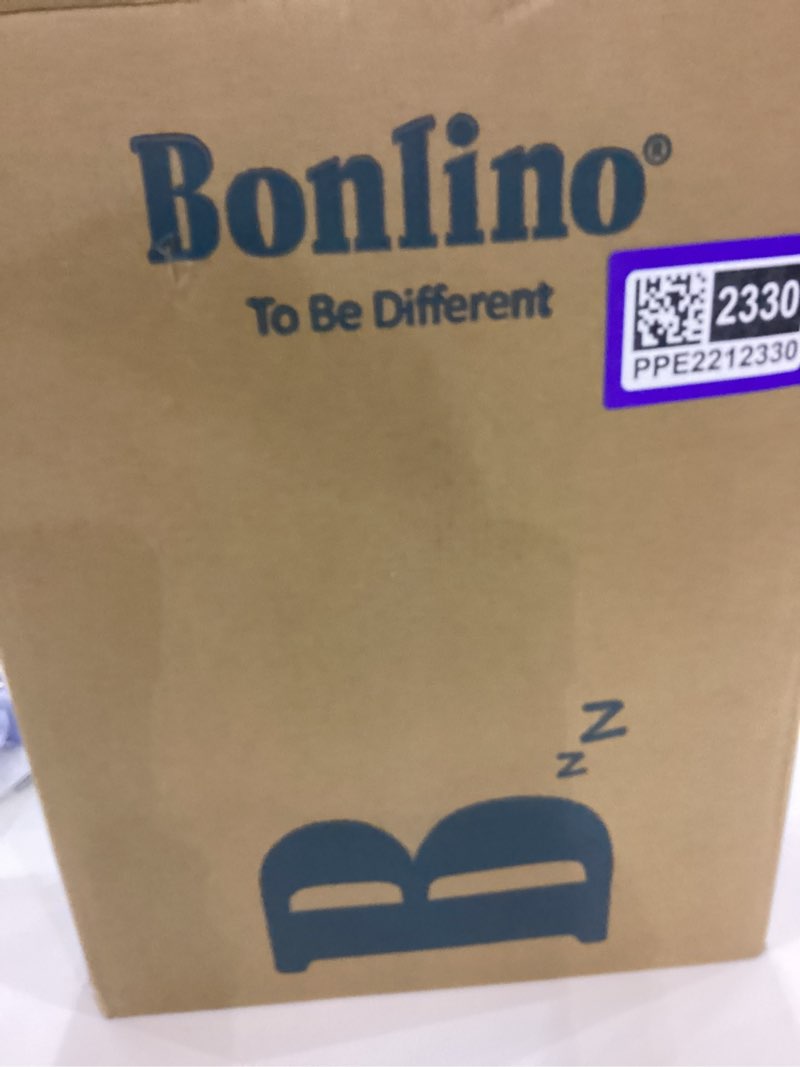 Bonlino®
To Be Different
2330
PPE2212330
z
z
B